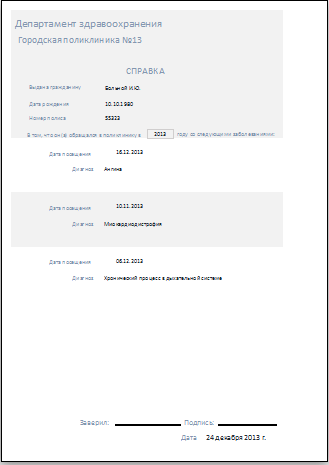 Департамент здравоохранения
Городская поликлиника №13
СПРАВКА
Выдана гражданину Больной И.Ю.
Дата рождения 10.10.1980
Номер полиса 55323
В том, что он(а) обращался в поликлинику в 2013 году со следующими заболеваниями:
Дата посещения 16.12.2013
Диагноз Ангина
Дата посещения 10.11.2013
Диагноз Миокардиодистрофия
Дата посещения 06.12.2013
Диагноз Хронический процесс в дыхательной системе
Заверил: Подпись:
Дата 24 декабря 2013 г.